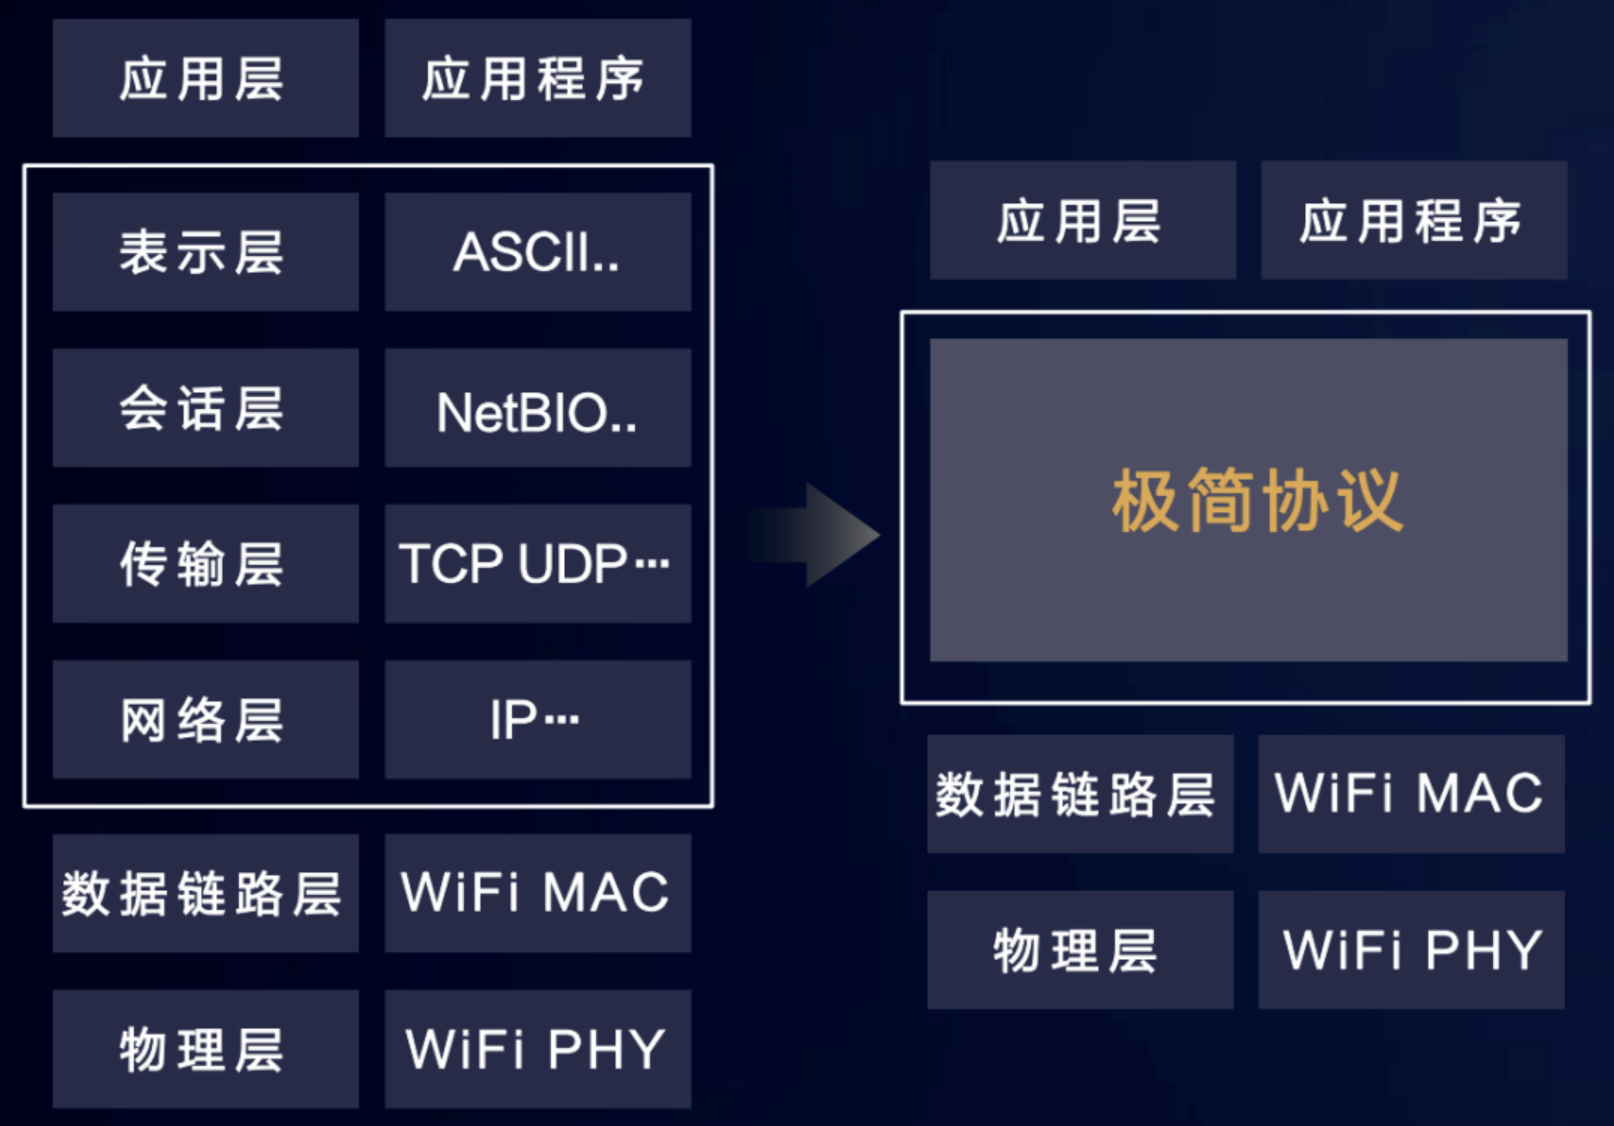 应用层 应用程序
表示层 ASCII..
会话层 NetBIO..
传输层 TCP UDP…
网络层 IP…
数据链路层 WiFi MAC
物理层 WiFi PHY
应用层 应用程序
极简协议
数据链路层 WiFi MAC
物理层 WiFi PHY